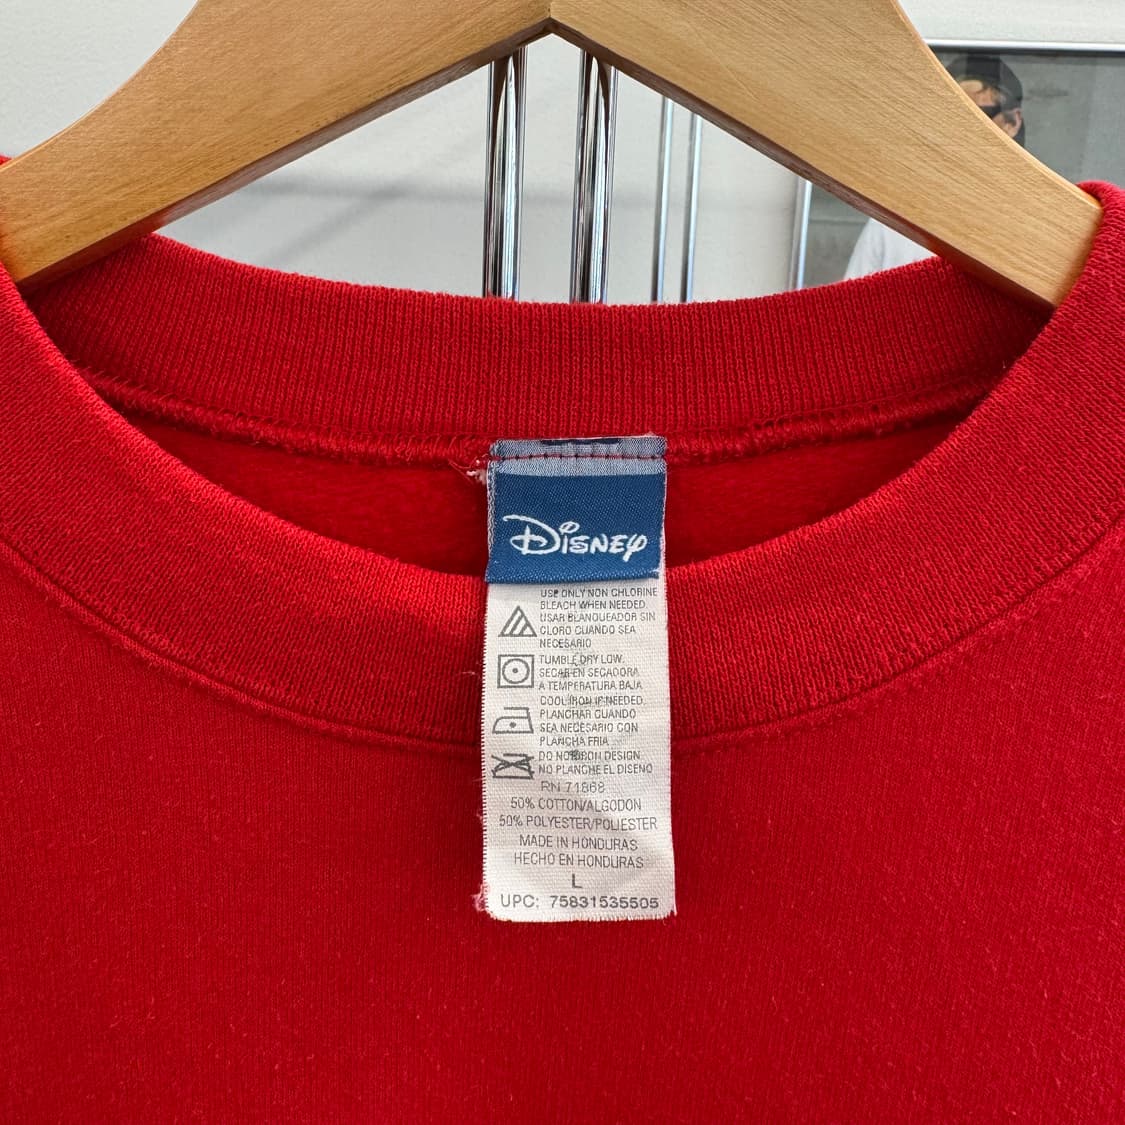 Disney
USE ONLY NON CHLORINE
BLEACH WHEN NEEDED.
USAR BLANQUEADOR SIN
CLORO CUANDO SEA
NECESARIO
TUMBLE DRY LOW.
SECAR EN SECADORA
A TEMPERATURA BAJA
COOL IRON IF NEEDED.
PLANCHAR CUANDO
SEA NECESARIO CON
PLANCHA FRIA
DO NOT IRON DESIGN.
NO PLANCHE EL DISENO
RN 71868
50% COTTON/ALGODON
50% POLYESTER/POLIESTER
MADE IN HONDURAS
HECHO EN HONDURAS
L
UPC: 75831535505